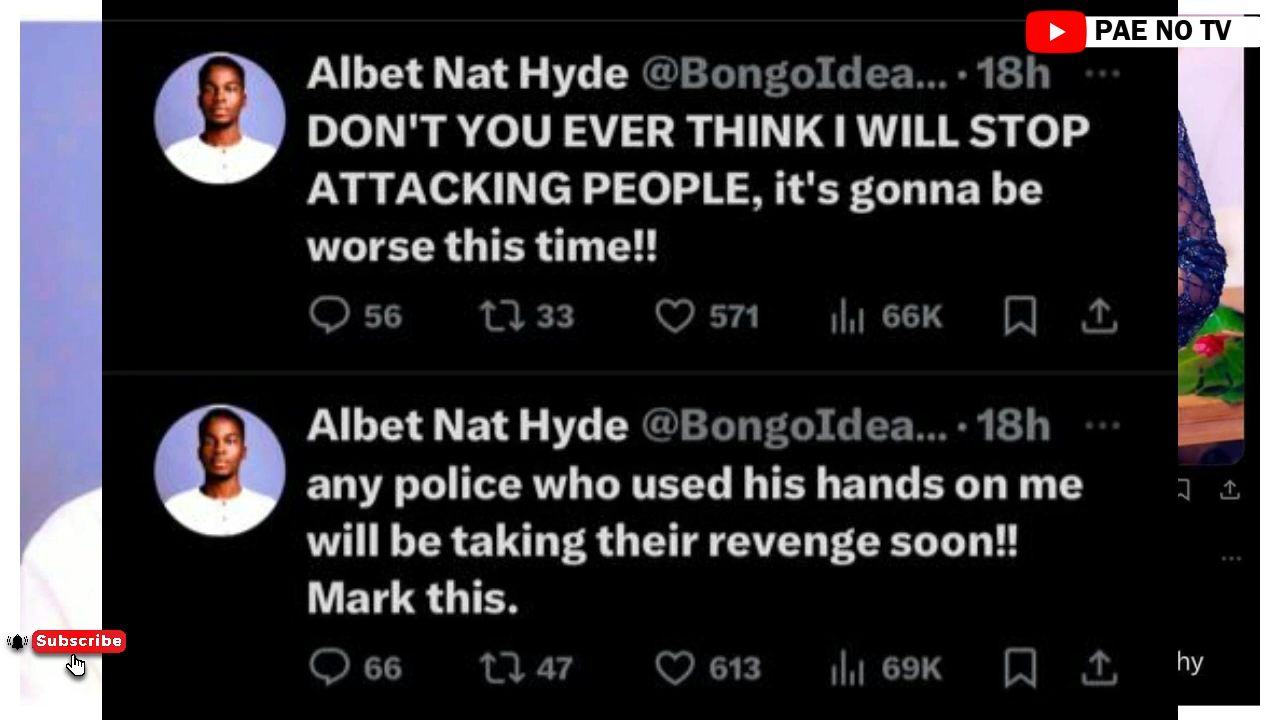 PAE NO TV
Albet Nat Hyde @BongoIdea... · 18h
DON'T YOU EVER THINK I WILL STOP
ATTACKING PEOPLE, it's gonna be
worse this time!!
56 33 571 66K
Albet Nat Hyde @BongoIdea... · 18h
any police who used his hands on me
will be taking their revenge soon!!
Mark this.
Subscribe
66 47 613 69K
hy